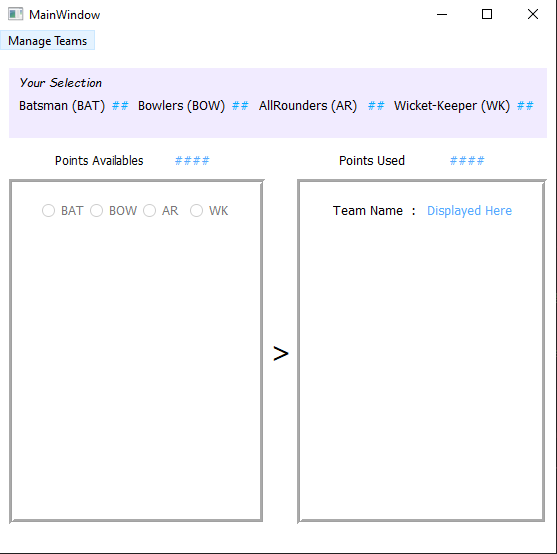 MainWindow
Manage Teams
Your Selection
Batsman (BAT) ## Bowlers (BOW) ## AllRounders (AR) ## Wicket-Keeper (WK) ##
Points Availables #### Points Used ####
BAT BOW AR WK Team Name : Displayed Here
>